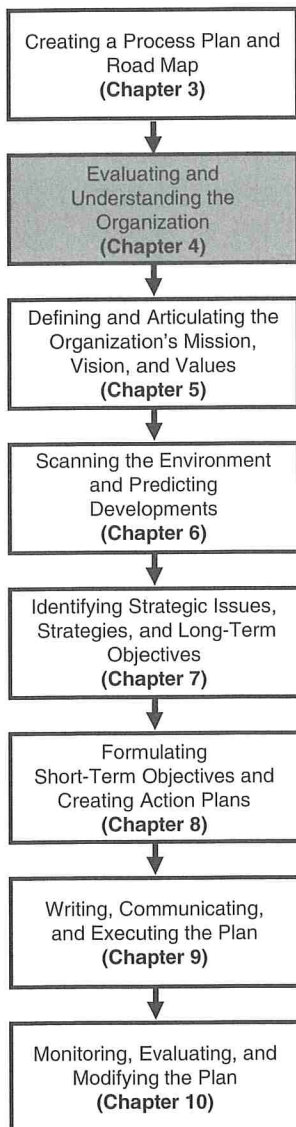 Creating a Process Plan and
Road Map
(Chapter 3)
Evaluating and
Understanding the
Organization
(Chapter 4)
Defining and Articulating the
Organization's Mission,
Vision, and Values
(Chapter 5)
Scanning the Environment
and Predicting
Developments
(Chapter 6)
Identifying Strategic Issues,
Strategies, and Long-Term
Objectives
(Chapter 7)
Formulating
Short-Term Objectives and
Creating Action Plans
(Chapter 8)
Writing, Communicating,
and Executing the Plan
(Chapter 9)
Monitoring, Evaluating, and
Modifying the Plan
(Chapter 10)